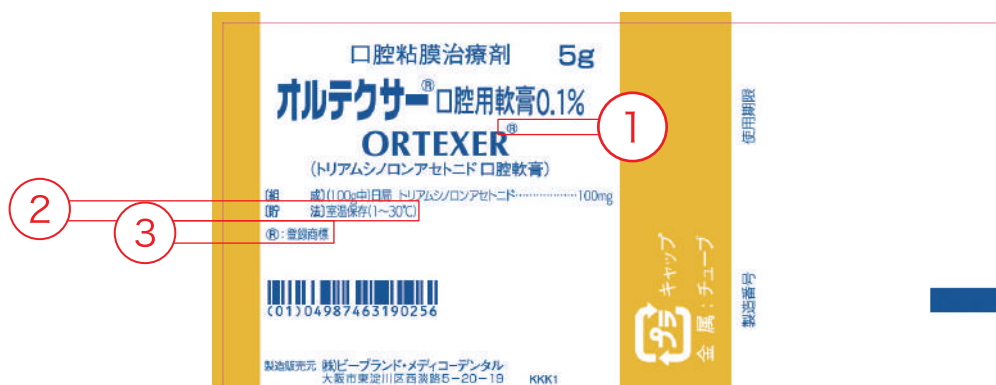 口腔粘膜治療剤 5g
オルテクサー®口腔用軟膏0.1%
ORTEXER®
(トリアムシノロンアセトニド口腔軟膏)
〔組 成〕(100g中)日局 トリアムシノロンアセトニド………………100mg
〔貯 法〕室温保存(1~30℃)
®:登録商標
(01)04987463190256
製造販売元 ㈱ビーブランド・メディコーデンタル
大阪市東淀川区西淡路5-20-19 KKK1
1
2
3
プラ
キャップ
金属:チューブ
使用期限
製造番号